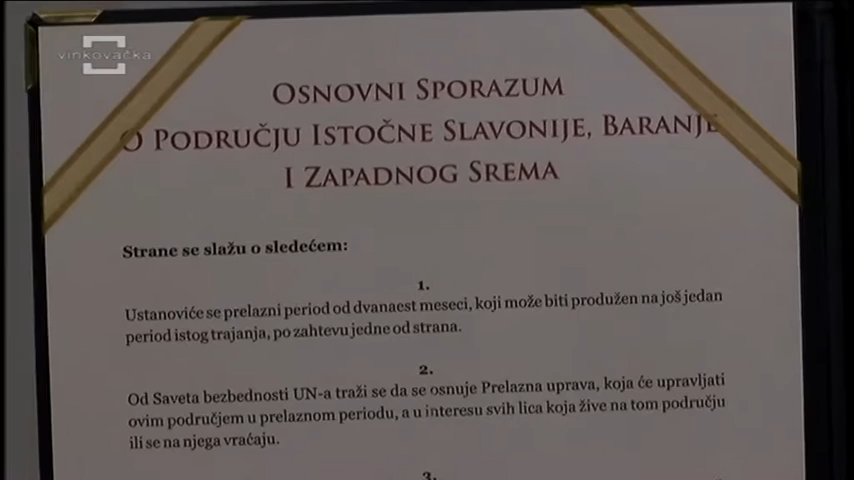 vinkovačka
OSNOVNI SPORAZUM
O PODRUČJU ISTOČNE SLAVONIJE, BARANJE
I ZAPADNOG SREMA
Strane se slažu o sledećem:
1.
Ustanoviće se prelazni period od dvanaest meseci, koji može biti produžen na još jedan
period istog trajanja, po zahtevu jedne od strana.
2.
Od Saveta bezbednosti UN-a traži se da se osnuje Prelazna uprava, koja će upravljati
ovim područjem u prelaznom periodu, a u interesu svih lica koja žive na tom području
ili se na njega vraćaju.
3.